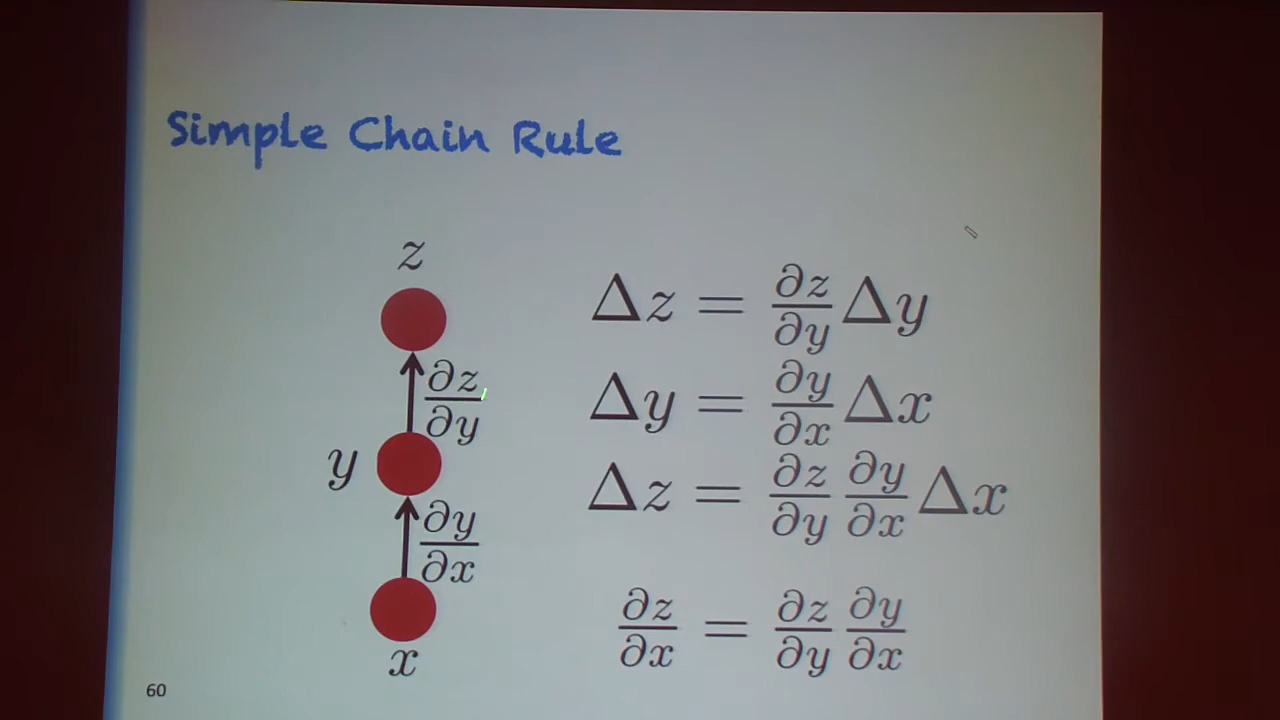 Simple Chain Rule
z
∂z/∂y
y
∂y/∂x
x
Δz = ∂z/∂y Δy
Δy = ∂y/∂x Δx
Δz = ∂z/∂y ∂y/∂x Δx
∂z/∂x = ∂z/∂y ∂y/∂x
60